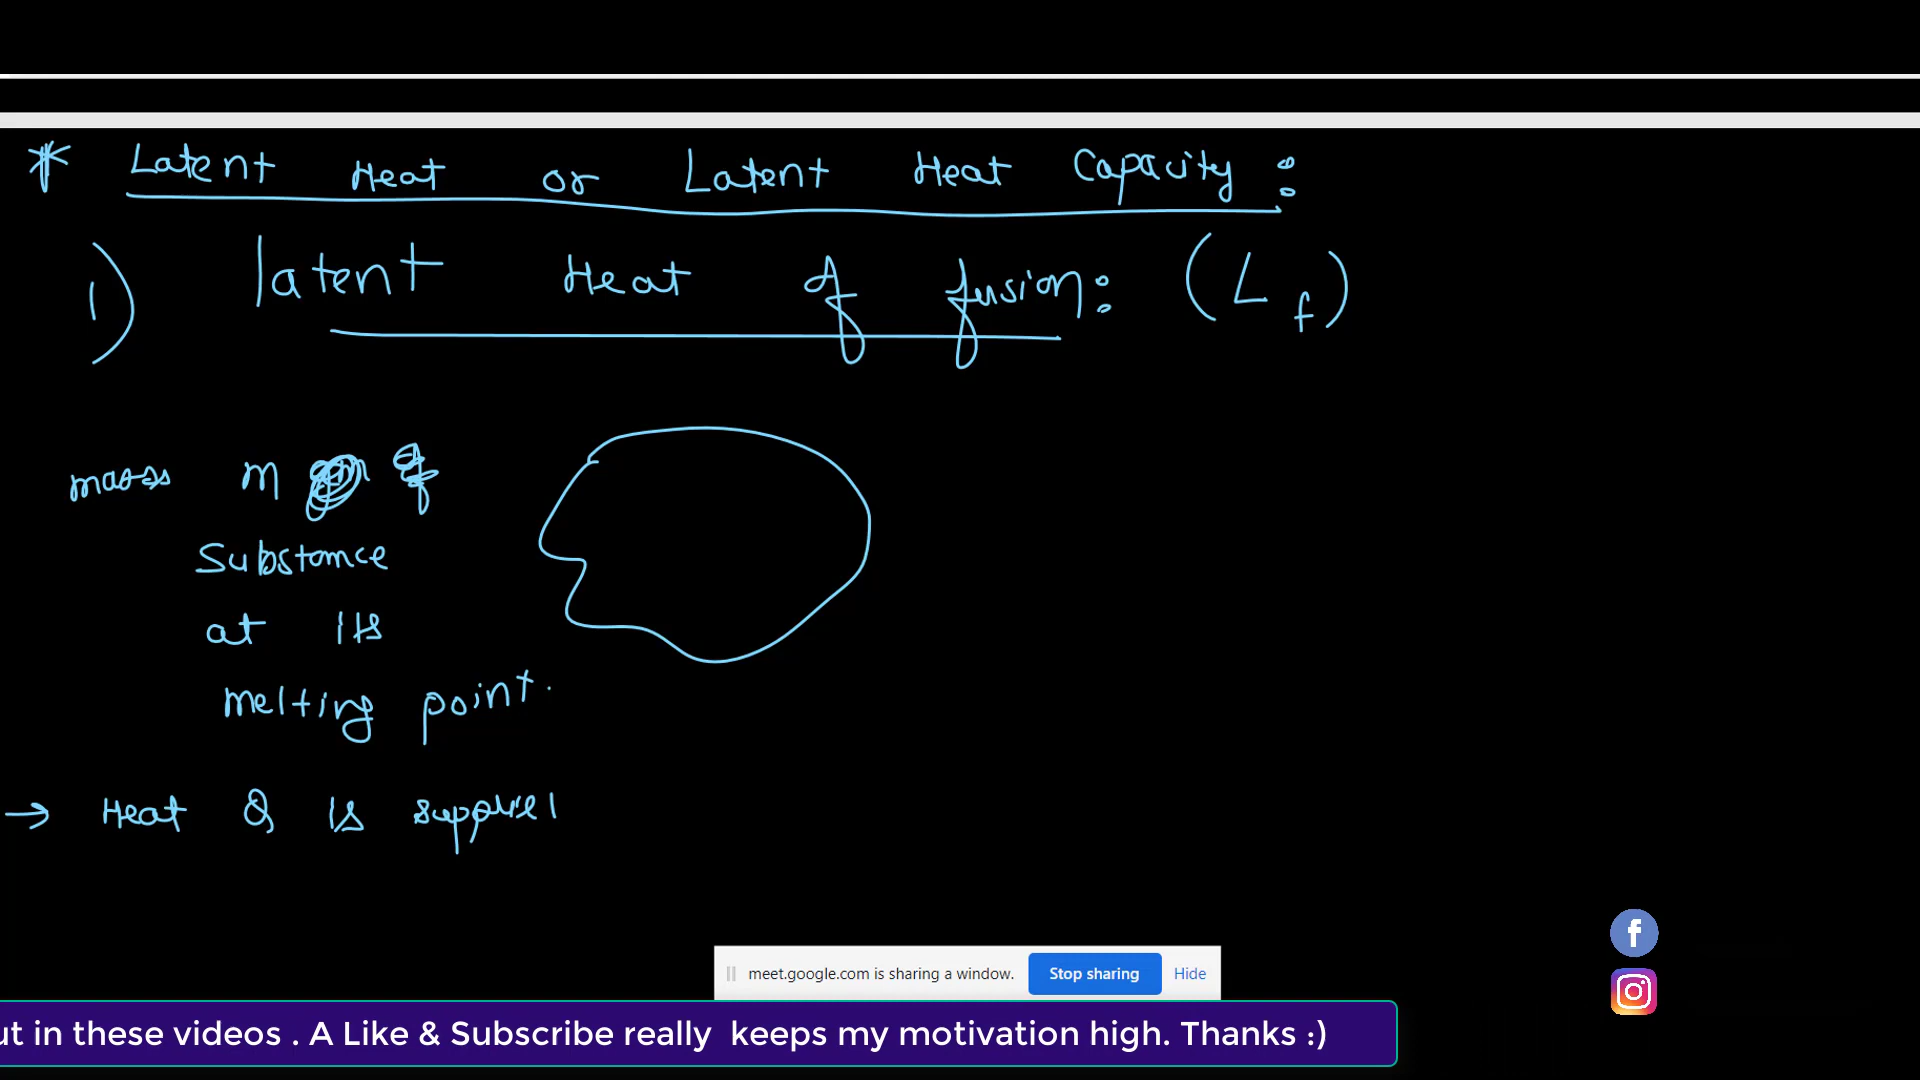 * Latent Heat or Latent Heat Capacity :
1) latent Heat of fusion: (Lf)
mass m of
Substance
at its
melting point.
→ Heat Q is supplied
meet.google.com is sharing a window. Stop sharing Hide
ut in these videos . A Like & Subscribe really keeps my motivation high. Thanks :)